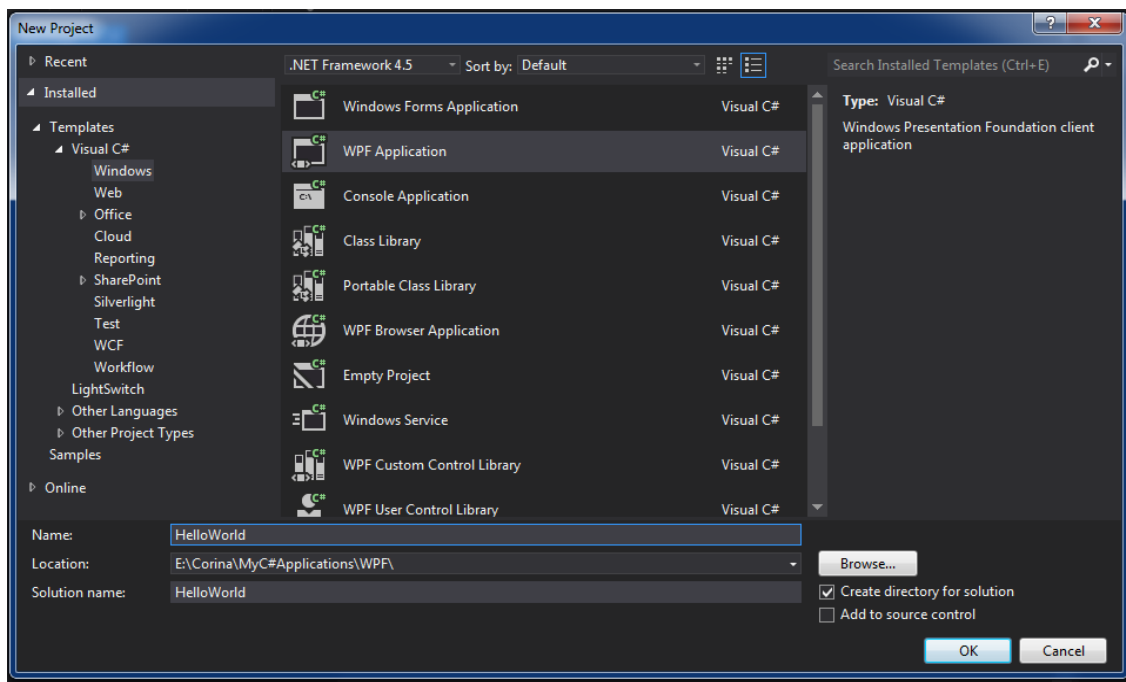 New Project
?
X
Recent
.NET Framework 4.5 Sort by: Default
Search Installed Templates (Ctrl+E)
Installed
Templates
Visual C#
Windows
Web
Office
Cloud
Reporting
SharePoint
Silverlight
Test
WCF
Workflow
LightSwitch
Other Languages
Other Project Types
Samples
Online
C# Windows Forms Application Visual C#
C# WPF Application Visual C#
C# C:\ Console Application Visual C#
C# Class Library Visual C#
C# Portable Class Library Visual C#
C# WPF Browser Application Visual C#
C# Empty Project Visual C#
C# Windows Service Visual C#
C# WPF Custom Control Library Visual C#
C# WPF User Control Library Visual C#
Type: Visual C#
Windows Presentation Foundation client
application
Name: HelloWorld
Location: E:\Corina\MyC#Applications\WPF\
Browse...
Solution name: HelloWorld
Create directory for solution
Add to source control
OK Cancel